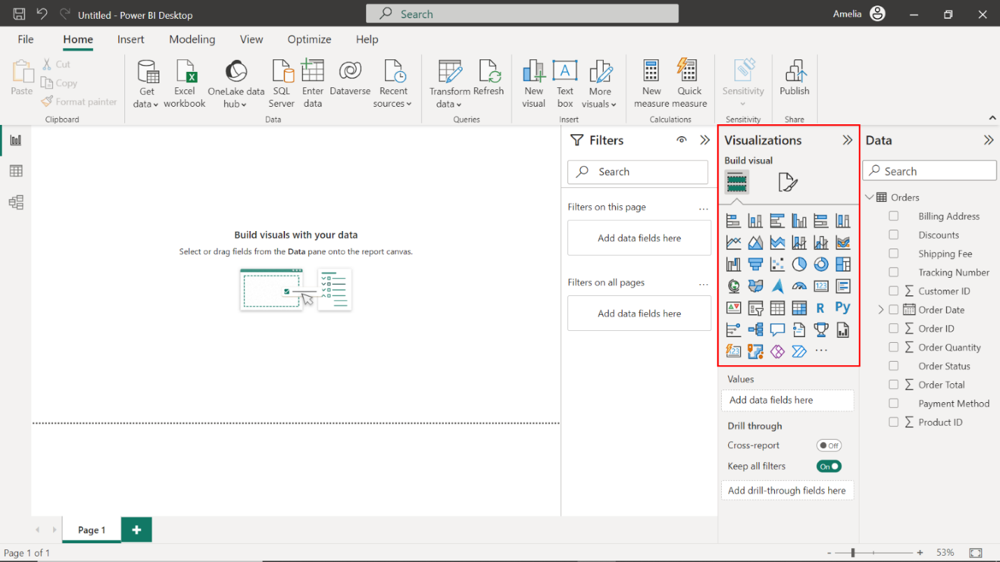 Untitled - Power BI Desktop
Search
Amelia
File Home Insert Modeling View Optimize Help
Paste
Cut
Copy
Format painter
Clipboard
Get data
Excel workbook
OneLake data hub
SQL Server
Enter data
Dataverse
Recent sources
Data
Transform data
Refresh
Queries
New visual
Text box
More visuals
Insert
New measure
Quick measure
Calculations
Sensitivity
Sensitivity
Publish
Share
Build visuals with your data
Select or drag fields from the Data pane onto the report canvas.
Filters
Search
Filters on this page ...
Add data fields here
Filters on all pages ...
Add data fields here
Visualizations
Build visual
123
R
Py
123
...
Values
Add data fields here
Drill through
Cross-report Off
Keep all filters On
Add drill-through fields here
Data
Search
Orders
Billing Address
Discounts
Shipping Fee
Tracking Number
∑ Customer ID
Order Date
∑ Order ID
∑ Order Quantity
Order Status
∑ Order Total
Payment Method
∑ Product ID
Page 1 +
Page 1 of 1
- + 53%